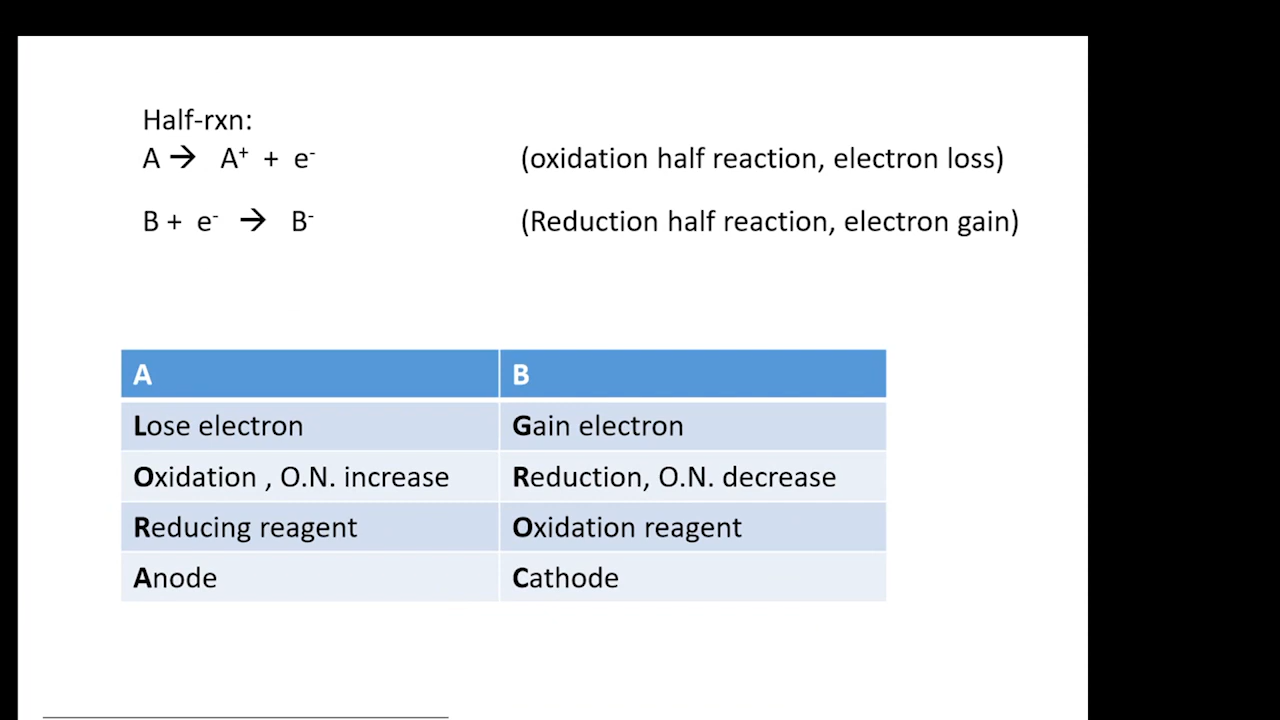 Half-rxn:
A → A⁺ + e⁻ (oxidation half reaction, electron loss)
B + e⁻ → B⁻ (Reduction half reaction, electron gain)
A B
Lose electron Gain electron
Oxidation , O.N. increase Reduction, O.N. decrease
Reducing reagent Oxidation reagent
Anode Cathode